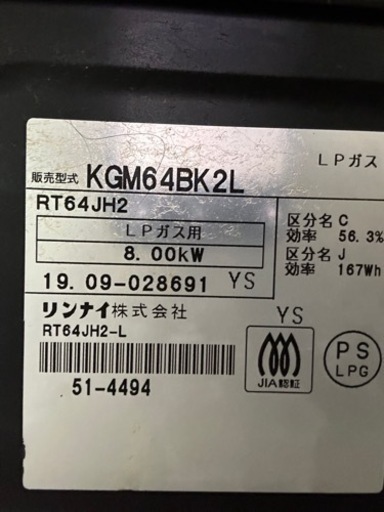 LPガス
販売型式 KGM64BK2L
RT64JH2
LPガス用
8.00kW
区分名 C
効率 56.3%
区分名 J
効率 167Wh
19.09-028691 YS
リンナイ株式会社
YS
RT64JH2-L
JIA認証
PS
LPG
51-4494